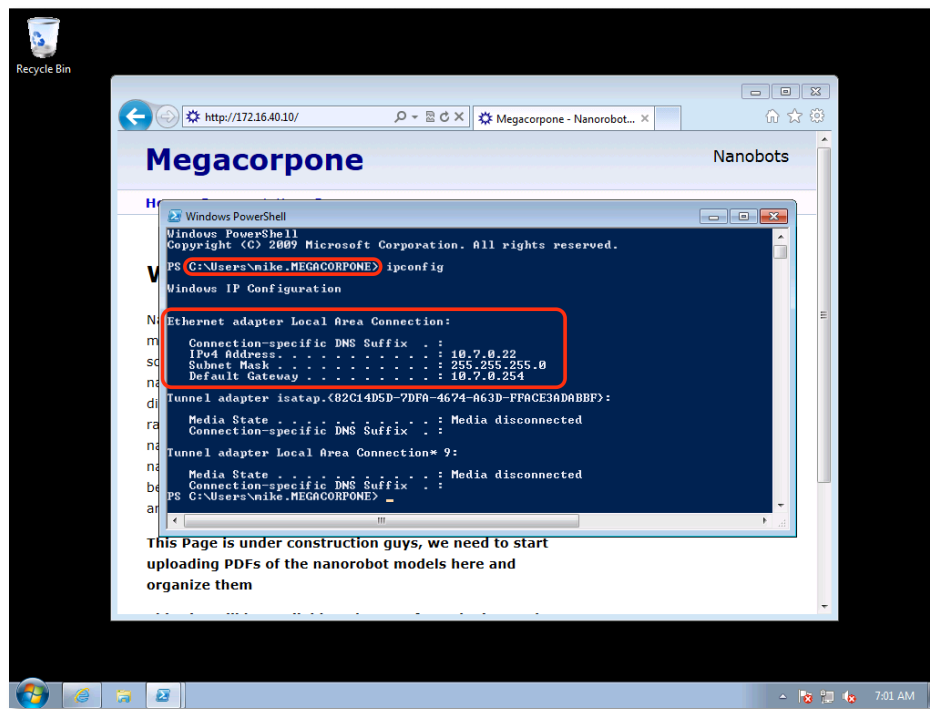 Recycle Bin
http://172.16.40.10/
Megacorpone - Nanorobot...
Megacorpone
Nanobots
Windows PowerShell
Windows PowerShell
Copyright (C) 2009 Microsoft Corporation. All rights reserved.
PS C:\Users\mike.MEGACORPONE> ipconfig
Windows IP Configuration
Ethernet adapter Local Area Connection:
Connection-specific DNS Suffix . :
IPv4 Address. . . . . . . . . . . : 10.7.0.22
Subnet Mask . . . . . . . . . . . : 255.255.255.0
Default Gateway . . . . . . . . . : 10.7.0.254
Tunnel adapter isatap.{82C14D5D-7DFA-4674-A63D-FFACE3ADABBF}:
Media State . . . . . . . . . . . : Media disconnected
Connection-specific DNS Suffix . :
Tunnel adapter Local Area Connection* 9:
Media State . . . . . . . . . . . : Media disconnected
Connection-specific DNS Suffix . :
PS C:\Users\mike.MEGACORPONE> _
This Page is under construction guys, we need to start
uploading PDFs of the nanorobot models here and
organize them
7:01 AM